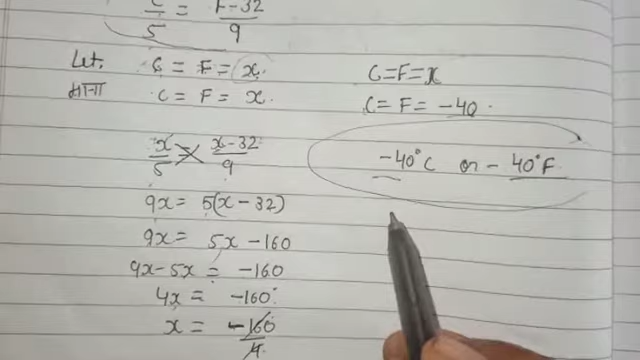 C/5 = F-32/9
Let, C = F = x.
माना C = F = x.
x/5 = x-32/9
9x = 5(x-32)
9x = 5x - 160
9x-5x = -160
4x = -160
x = -160/4
C=F=x
C=F= -40.
-40°C or -40°F